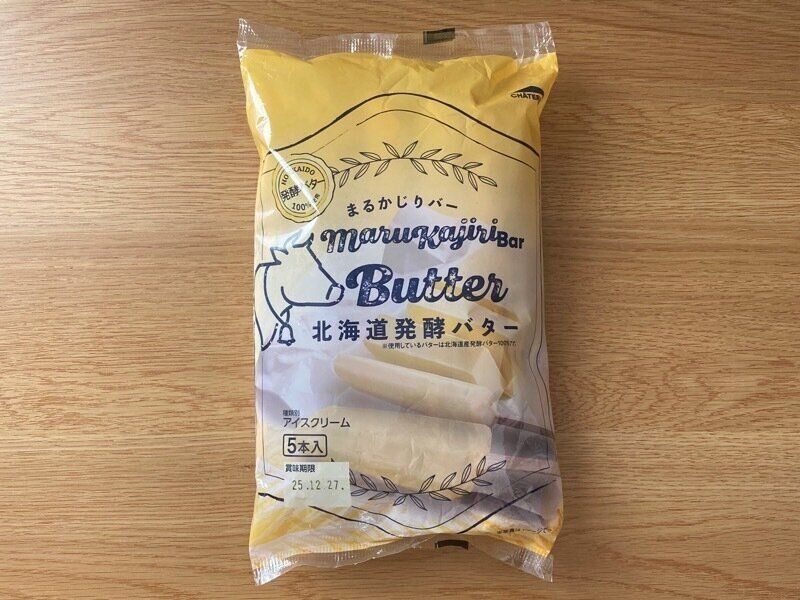 CHATERAISE
HOKKAIDO
発酵バター
100%使用
まるかじりバー
maru Kajiri Bar
Butter
北海道発酵バター
※使用しているバターは北海道産発酵バター100%です。
種類別
アイスクリーム
5本入
賞味期限
25.12.27.